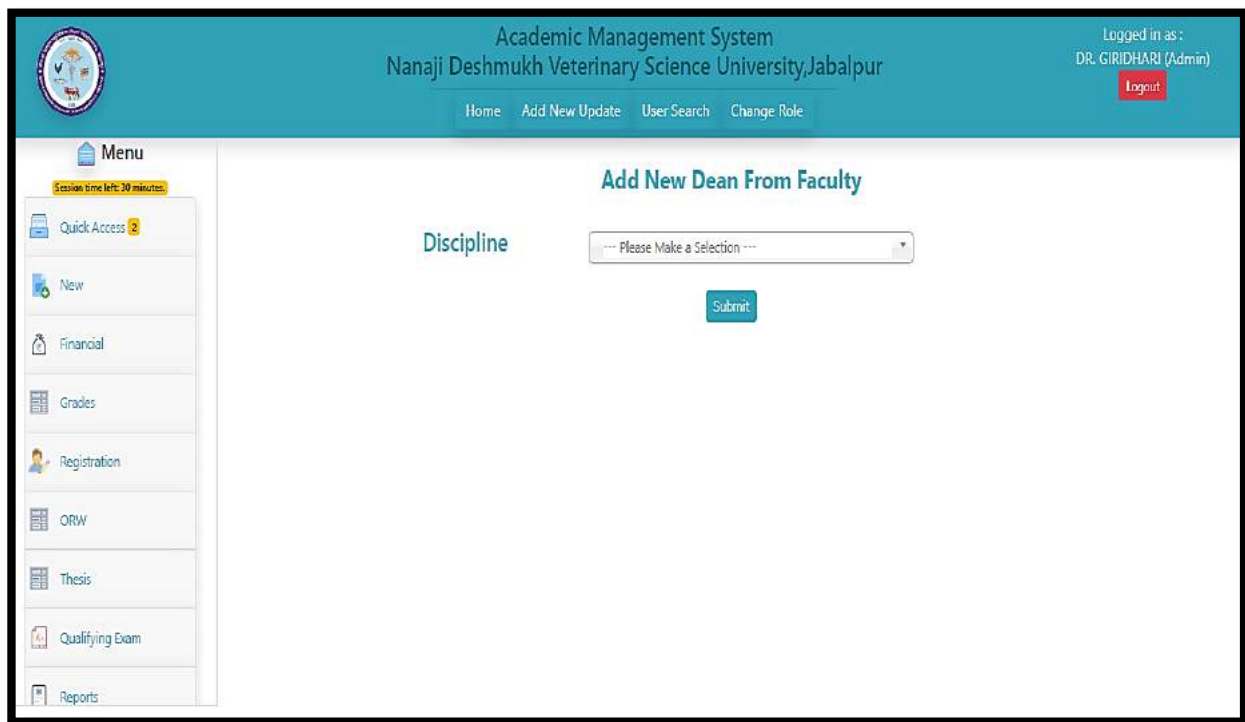 Academic Management System
Nanaji Deshmukh Veterinary Science University,Jabalpur
Home Add New Update User Search Change Role
Logged in as :
DR. GIRIDHARI (Admin)
Logout
Menu
Session time left: 30 minutes.
Quick Access 2
New
Financial
Grades
Registration
ORW
Thesis
Qualifying Exam
Reports
Add New Dean From Faculty
Discipline
--- Please Make a Selection ---
Submit